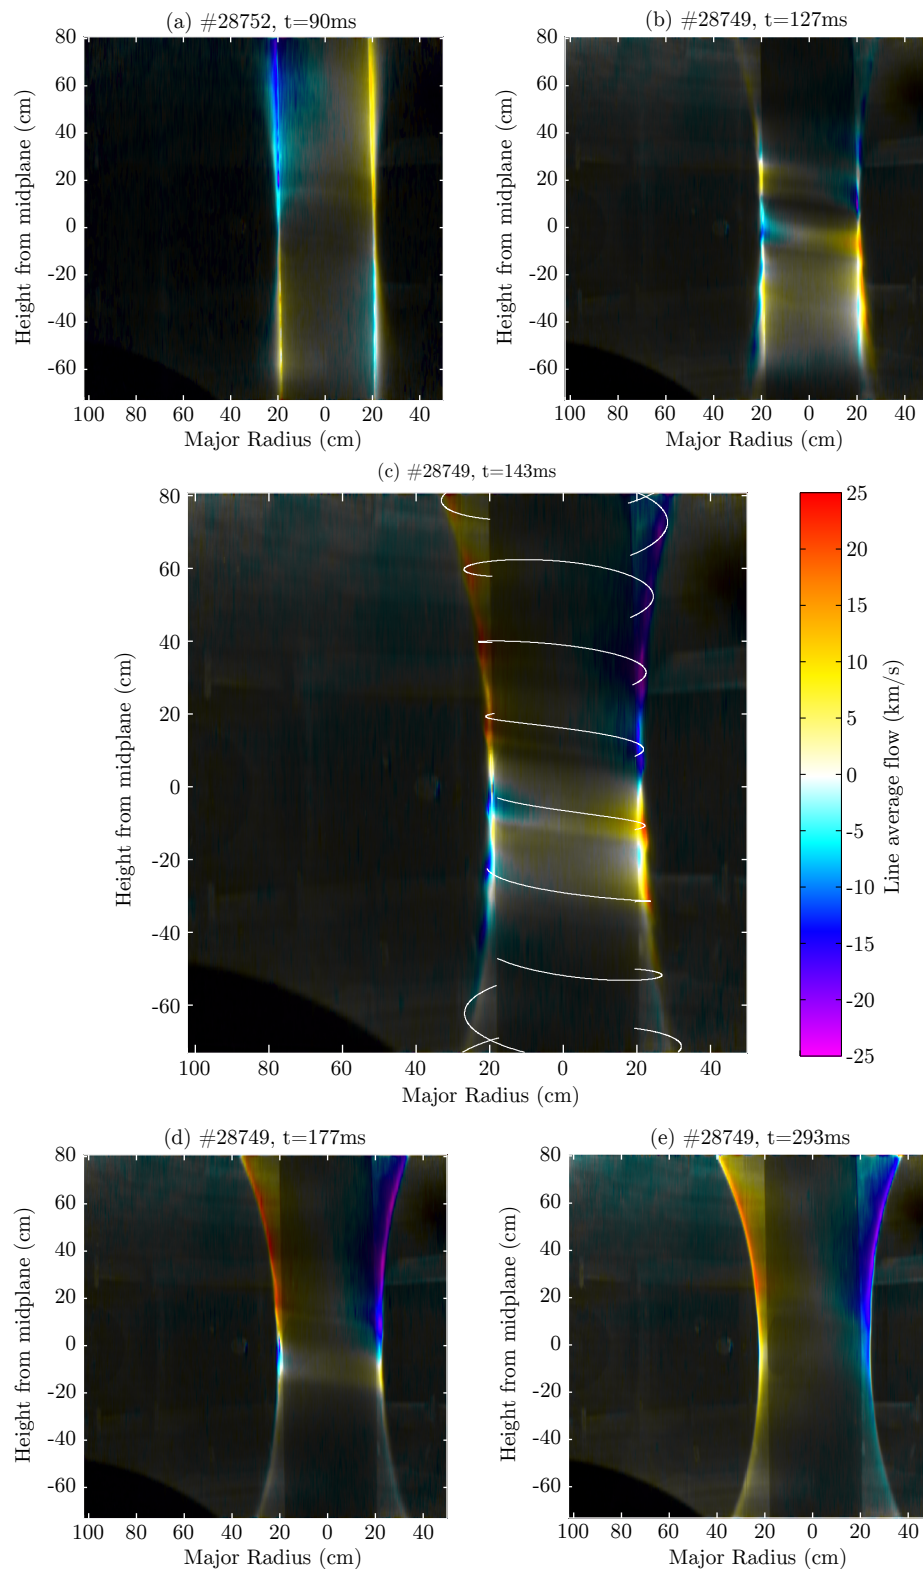 (a) #28752, t=90ms
80
60
40
20
0
-20
-40
-60
Height from midplane (cm)
100 80 60 40 20 0 20 40
Major Radius (cm)
(b) #28749, t=127ms
80
60
40
20
0
-20
-40
-60
Height from midplane (cm)
100 80 60 40 20 0 20 40
Major Radius (cm)
(c) #28749, t=143ms
80
60
40
20
0
-20
-40
-60
Height from midplane (cm)
100 80 60 40 20 0 20 40
Major Radius (cm)
25
20
15
10
5
0
-5
-10
-15
-20
-25
Line average flow (km/s)
(d) #28749, t=177ms
80
60
40
20
0
-20
-40
-60
Height from midplane (cm)
100 80 60 40 20 0 20 40
Major Radius (cm)
(e) #28749, t=293ms
80
60
40
20
0
-20
-40
-60
Height from midplane (cm)
100 80 60 40 20 0 20 40
Major Radius (cm)